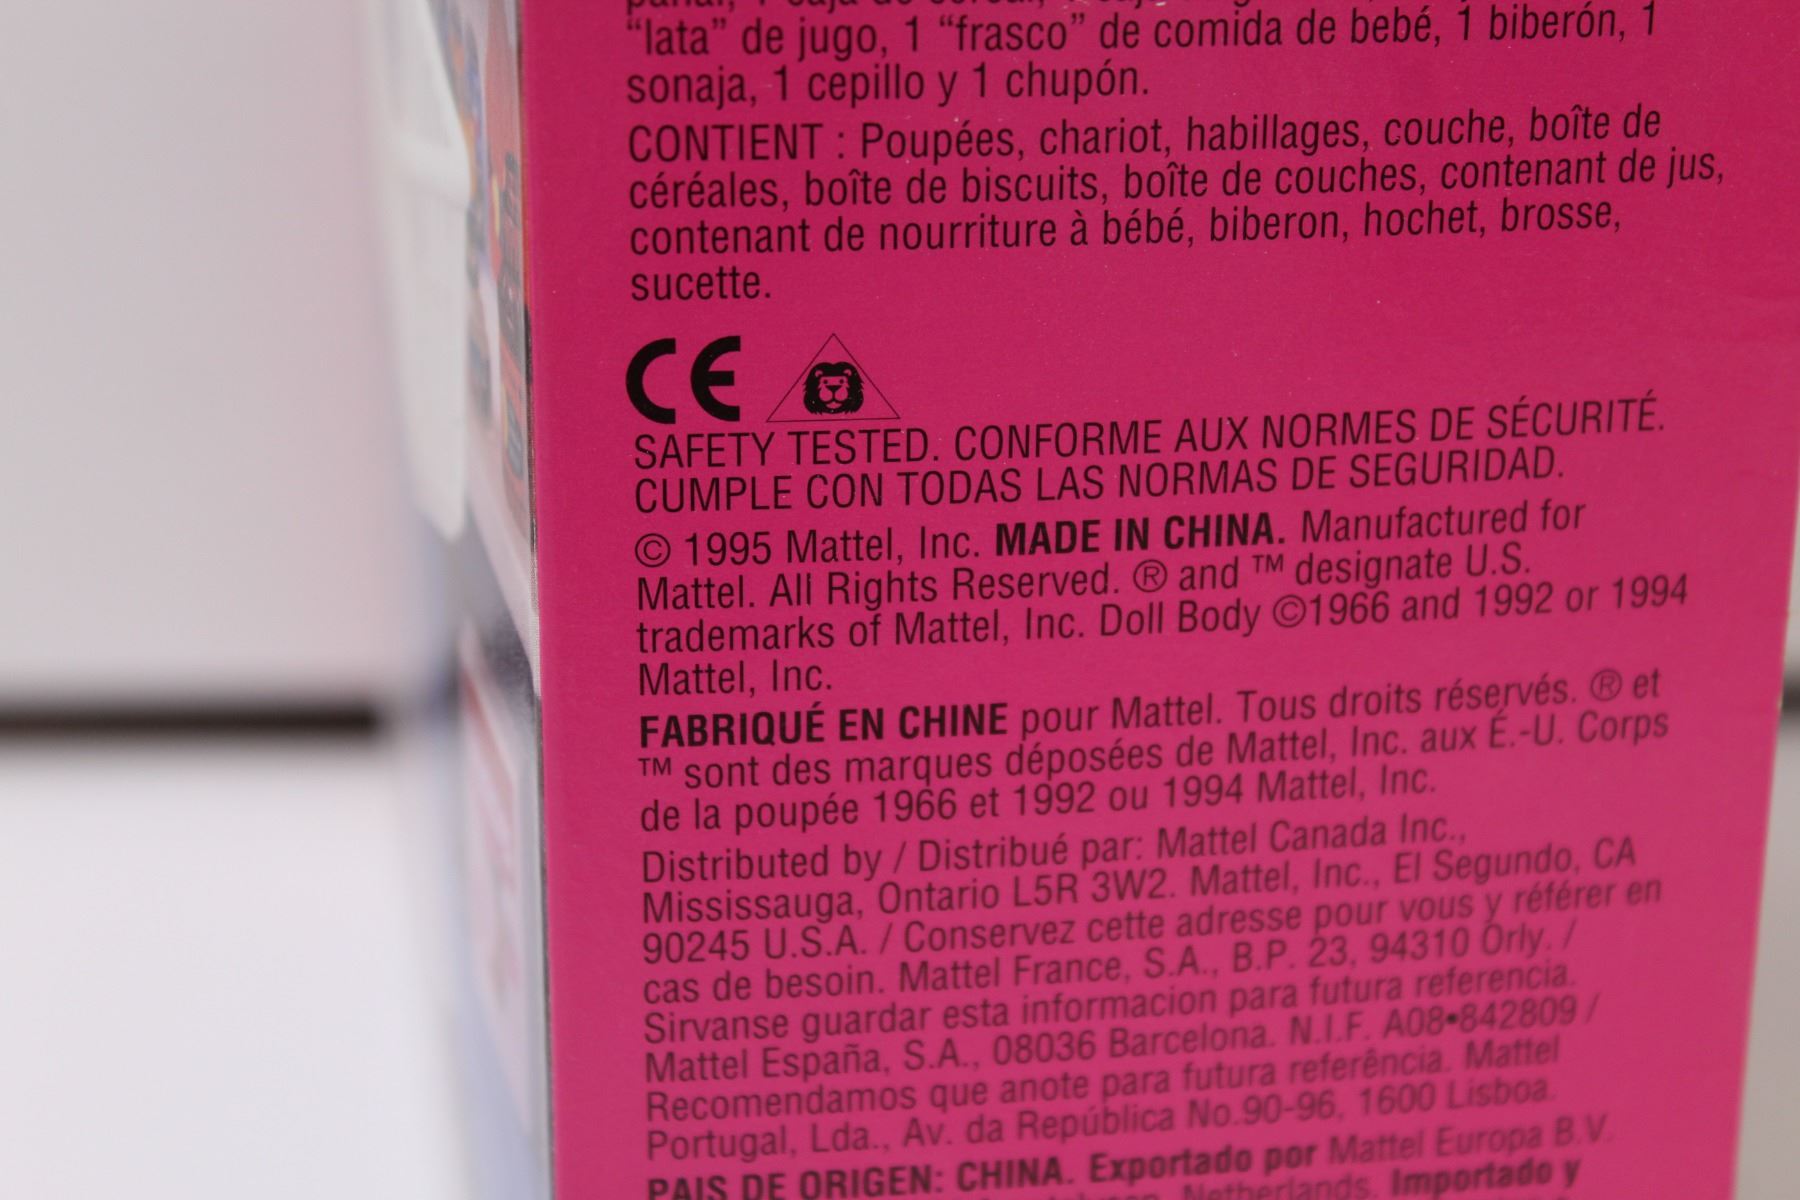 “lata” de jugo, 1 “frasco” de comida de bebé, 1 biberón, 1
sonaja, 1 cepillo y 1 chupón.
CONTIENT : Poupées, chariot, habillages, couche, boîte de
céréales, boîte de biscuits, boîte de couches, contenant de jus,
contenant de nourriture à bébé, biberon, hochet, brosse,
sucette.
CE
SAFETY TESTED. CONFORME AUX NORMES DE SÉCURITÉ.
CUMPLE CON TODAS LAS NORMAS DE SEGURIDAD.
© 1995 Mattel, Inc. MADE IN CHINA. Manufactured for
Mattel. All Rights Reserved. ® and ™ designate U.S.
trademarks of Mattel, Inc. Doll Body ©1966 and 1992 or 1994
Mattel, Inc.
FABRIQUÉ EN CHINE pour Mattel. Tous droits réservés. ® et
™ sont des marques déposées de Mattel, Inc. aux É.-U. Corps
de la poupée 1966 et 1992 ou 1994 Mattel, Inc.
Distributed by / Distribué par: Mattel Canada Inc.,
Mississauga, Ontario L5R 3W2. Mattel, Inc., El Segundo, CA
90245 U.S.A. / Conservez cette adresse pour vous y référer en
cas de besoin. Mattel France, S.A., B.P. 23, 94310 Orly. /
Sirvanse guardar esta informacion para futura referencia.
Mattel España, S.A., 08036 Barcelona. N.I.F. A08•842809 /
Recomendamos que anote para futura referência. Mattel
Portugal, Lda., Av. da República No.90-96, 1600 Lisboa.
PAIS DE ORIGEN: CHINA. Exportado por Mattel Europa B.V.
Netherlands. Importado y